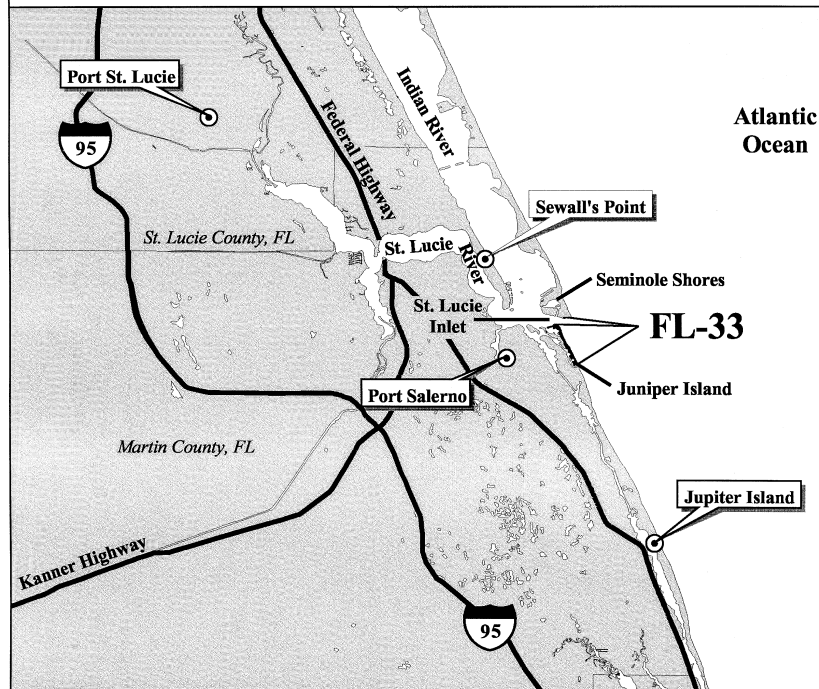 Port St. Lucie
95
Federal Highway
Indian River
Atlantic
Ocean
Sewall's Point
St. Lucie County, FL
St. Lucie
River
Seminole Shores
St. Lucie
Inlet
FL-33
Port Salerno
Juniper Island
Martin County, FL
Jupiter Island
Kanner Highway
95